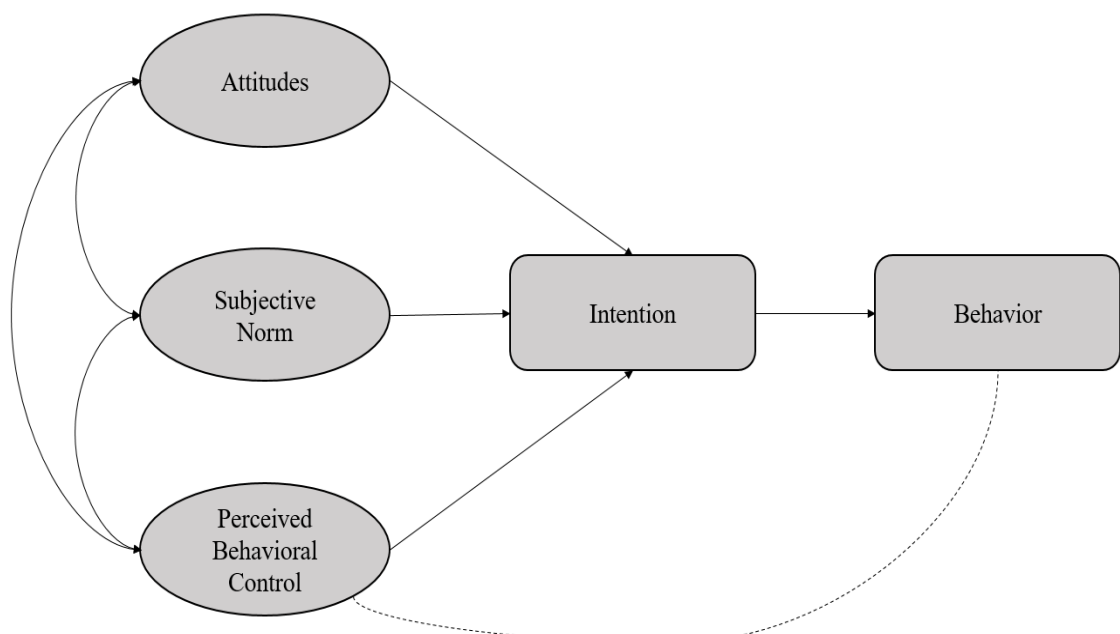 Attitudes
Subjective
Norm
Intention
Behavior
Perceived
Behavioral
Control